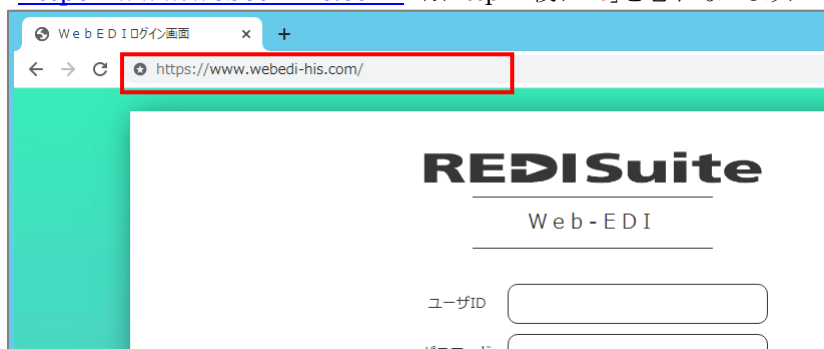 WebEDIログイン画面
https://www.webedi-his.com/
REDISuite
Web-EDI
ユーザID